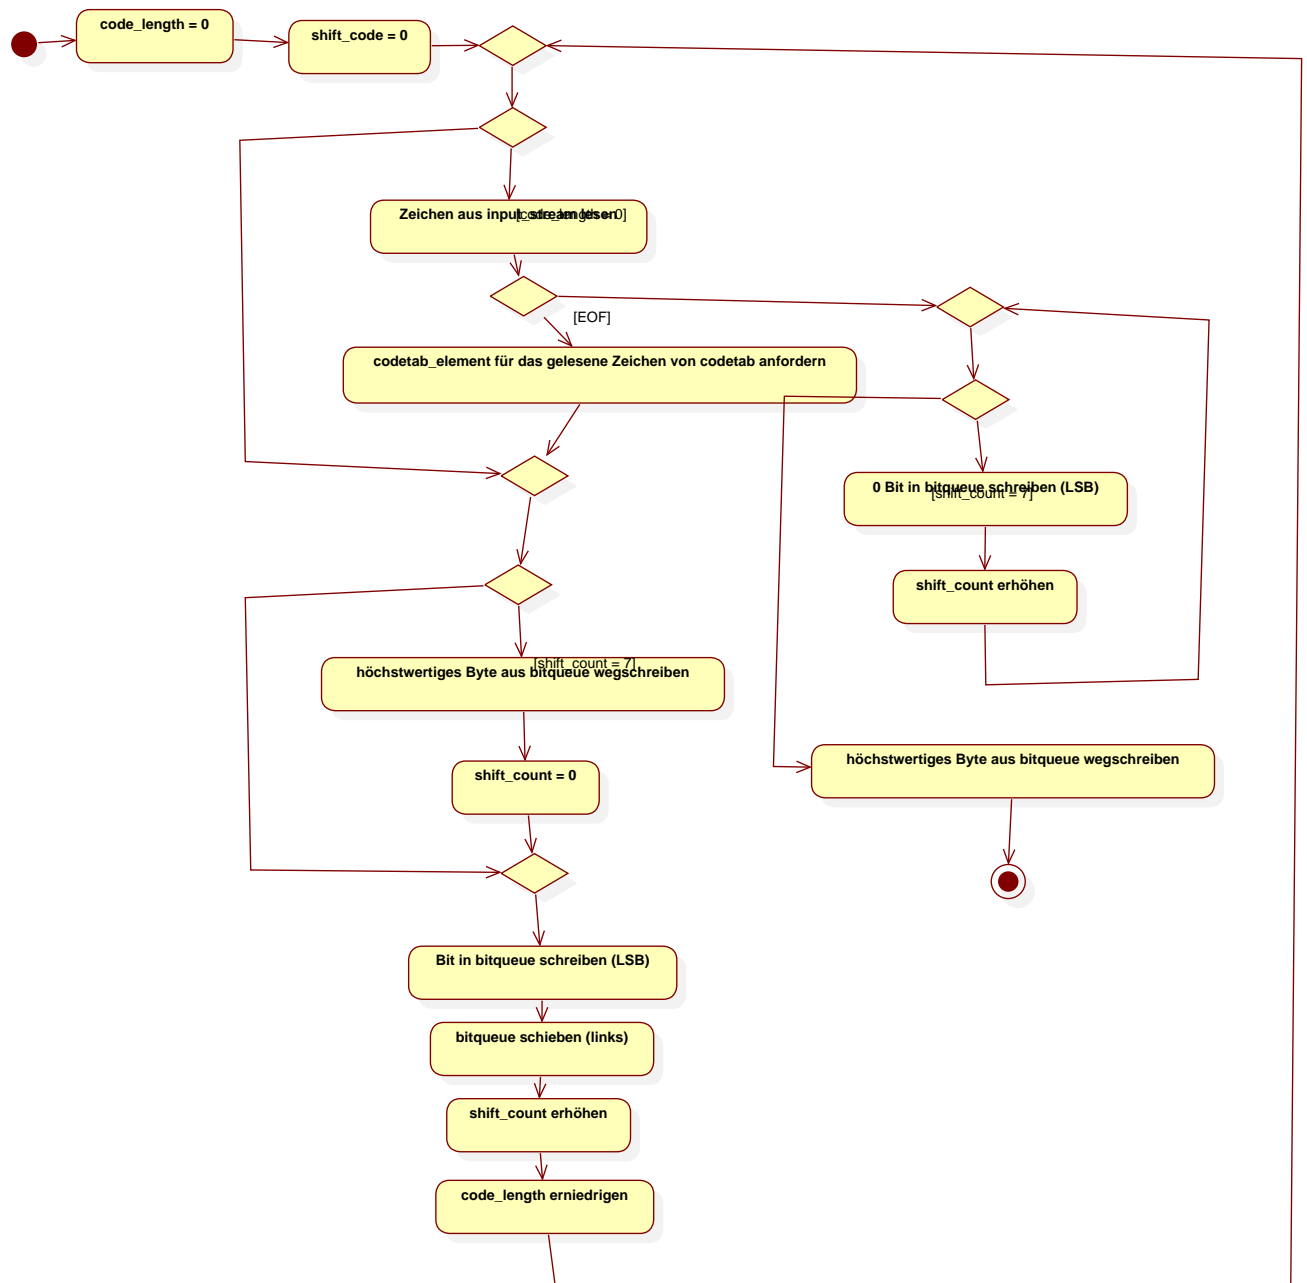 code_length = 0
shift_code = 0
Zeichen aus input_stream lesen
[code_length = 0]
[EOF]
codetab_element für das gelesene Zeichen von codetab anfordern
0 Bit in bitqueue schreiben (LSB)
[shift_count = 7]
shift_count erhöhen
[shift_count = 7]
höchstwertiges Byte aus bitqueue wegschreiben
höchstwertiges Byte aus bitqueue wegschreiben
shift_count = 0
Bit in bitqueue schreiben (LSB)
bitqueue schieben (links)
shift_count erhöhen
code_length erniedrigen